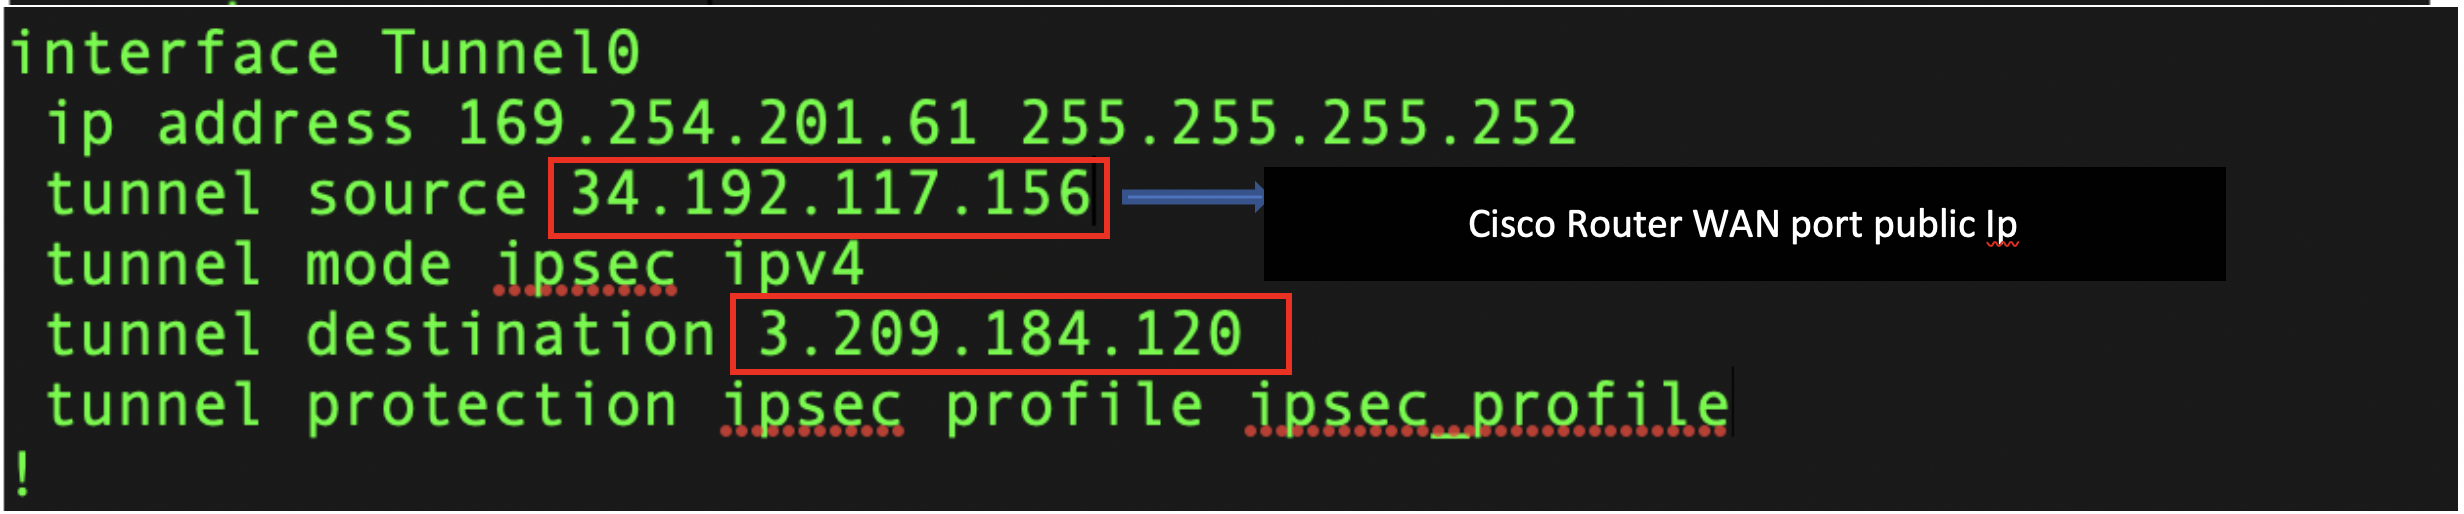 interface Tunnel0
ip address 169.254.201.61 255.255.255.252
tunnel source 34.192.117.156
Cisco Router WAN port public Ip
tunnel mode ipsec ipv4
tunnel destination 3.209.184.120
tunnel protection ipsec profile ipsec_profile
!